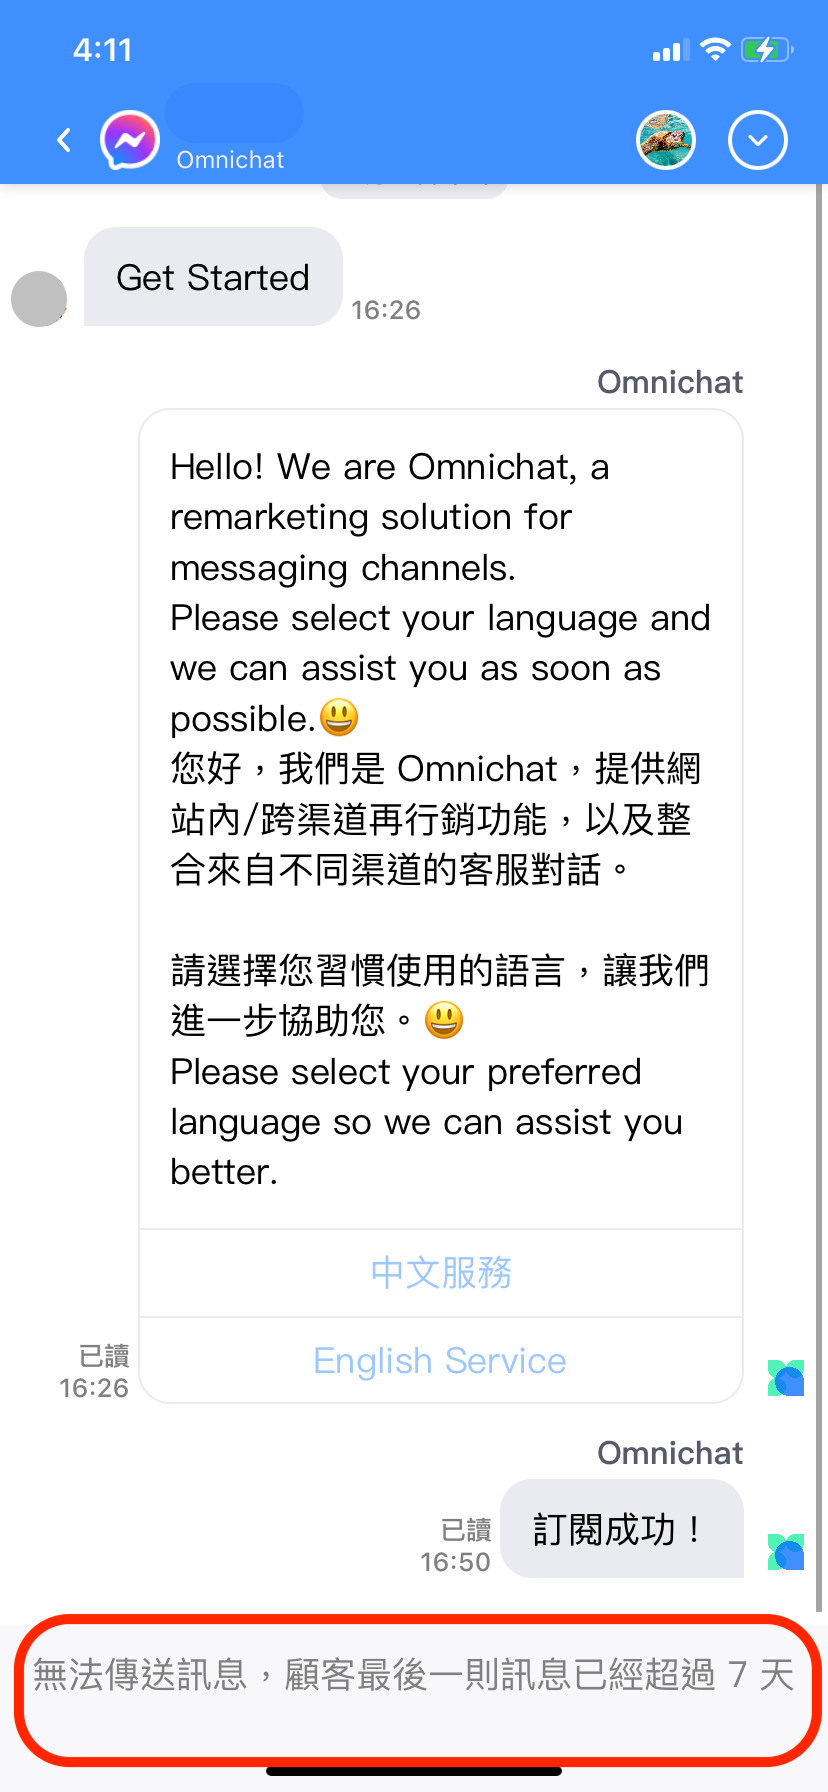 4:11
Omnichat
Get Started
16:26
Omnichat
Hello! We are Omnichat, a
remarketing solution for
messaging channels.
Please select your language and
we can assist you as soon as
possible.😃
您好，我們是 Omnichat，提供網
站內/跨渠道再行銷功能，以及整
合來自不同渠道的客服對話。
請選擇您習慣使用的語言，讓我們
進一步協助您。😃
Please select your preferred
language so we can assist you
better.
中文服務
English Service
已讀
16:26
Omnichat
訂閱成功！
已讀
16:50
無法傳送訊息，顧客最後一則訊息已經超過 7 天